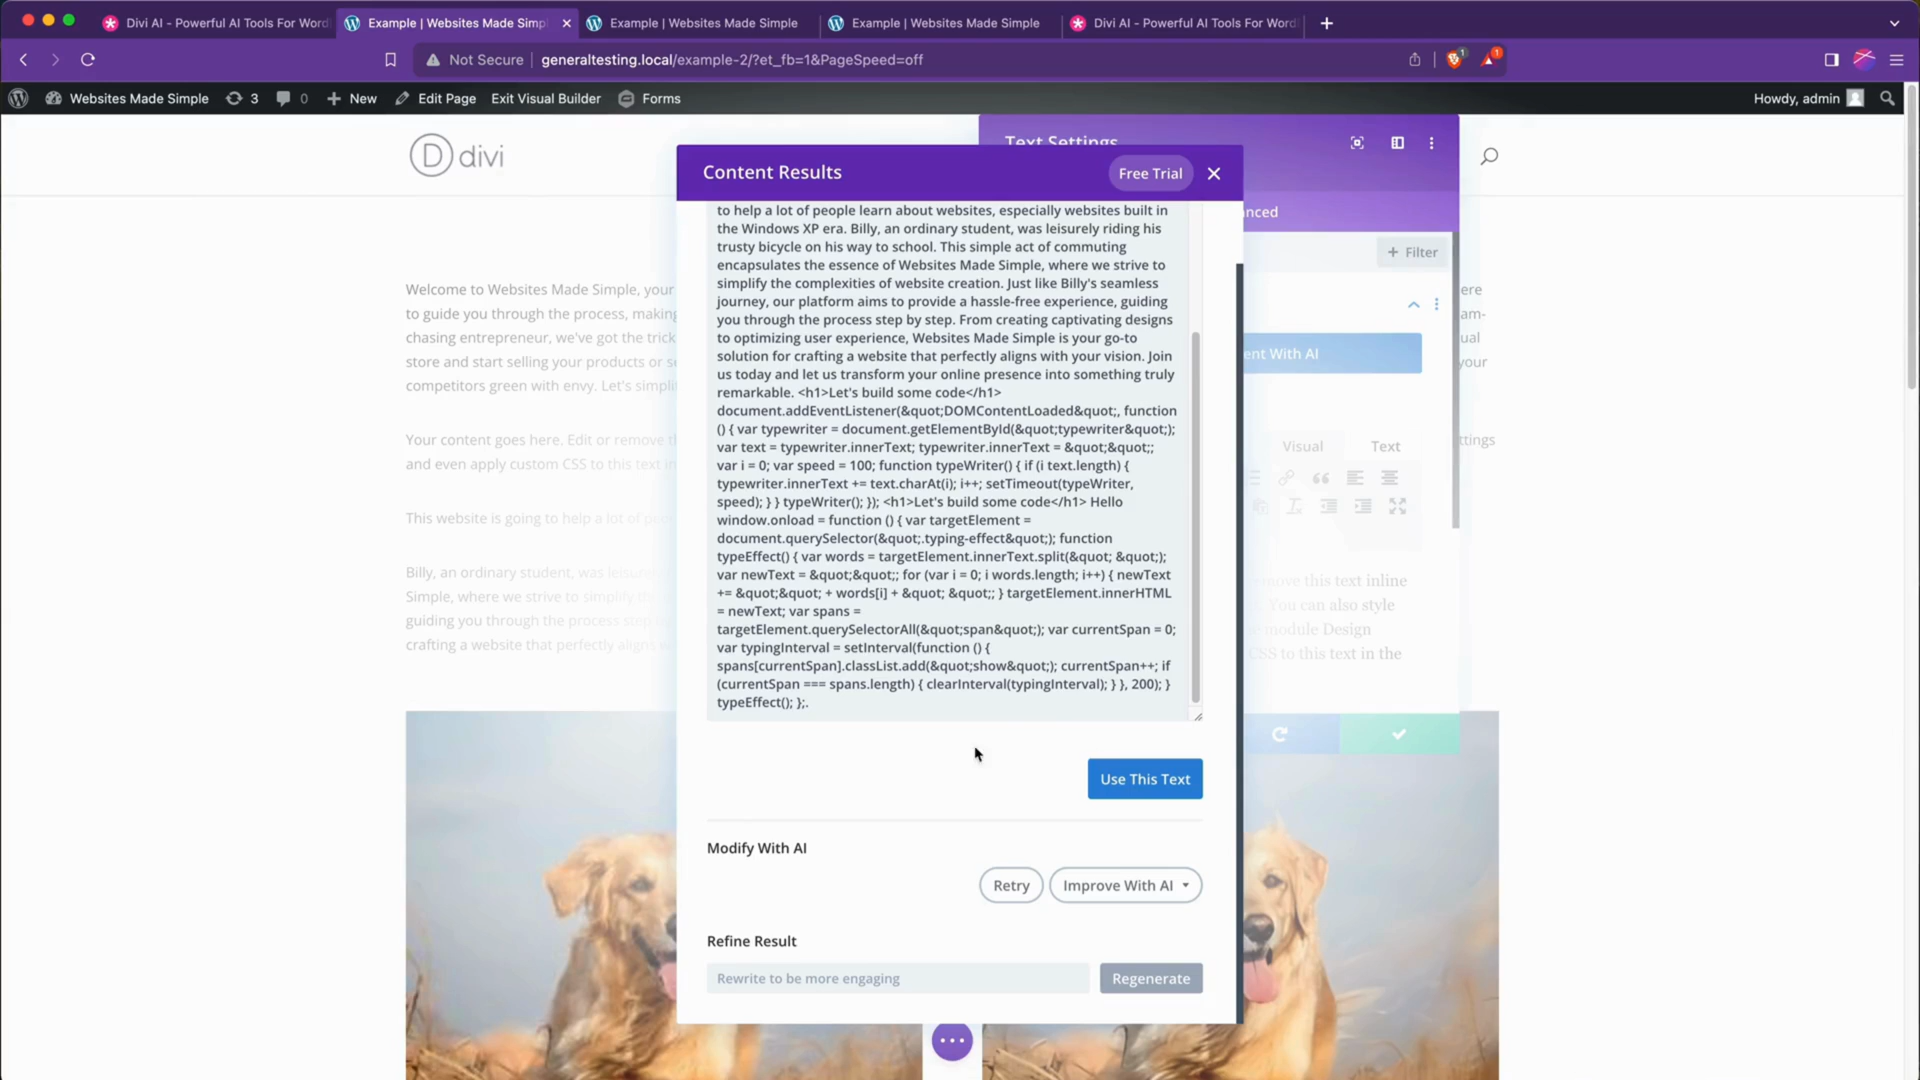 Divi AI - Powerful AI Tools For Word
Example | Websites Made Simpl
Example | Websites Made Simple
Example | Websites Made Simple
Divi AI - Powerful AI Tools For Word
Not Secure
generaltesting.local/example-2/?et_fb=1&PageSpeed=off
1
1
Websites Made Simple
3
0
New
Edit Page
Exit Visual Builder
Forms
Howdy, admin
D divi
Text Settings
nced
Filter
ent With AI
Visual
Text
move this text inline
. You can also style
e module Design
CSS to this text in the
Content Results
Free Trial
to help a lot of people learn about websites, especially websites built in
the Windows XP era. Billy, an ordinary student, was leisurely riding his
trusty bicycle on his way to school. This simple act of commuting
encapsulates the essence of Websites Made Simple, where we strive to
simplify the complexities of website creation. Just like Billy's seamless
journey, our platform aims to provide a hassle-free experience, guiding
you through the process step by step. From creating captivating designs
to optimizing user experience, Websites Made Simple is your go-to
solution for crafting a website that perfectly aligns with your vision. Join
us today and let us transform your online presence into something truly
remarkable. <h1>Let's build some code</h1>
document.addEventListener(&quot;DOMContentLoaded&quot;, function
() { var typewriter = document.getElementById(&quot;typewriter&quot;);
var text = typewriter.innerText; typewriter.innerText = &quot;&quot;;
var i = 0; var speed = 100; function typeWriter() { if (i text.length) {
typewriter.innerText += text.charAt(i); i++; setTimeout(typeWriter,
speed); } } typeWriter(); }); <h1>Let's build some code</h1> Hello
window.onload = function () { var targetElement =
document.querySelector(&quot;.typing-effect&quot;); function
typeEffect() { var words = targetElement.innerText.split(&quot; &quot;);
var newText = &quot;&quot;; for (var i = 0; i words.length; i++) { newText
+= &quot;&quot; + words[i] + &quot; &quot;; } targetElement.innerHTML
= newText; var spans =
targetElement.querySelectorAll(&quot;span&quot;); var currentSpan = 0;
var typingInterval = setInterval(function () {
spans[currentSpan].classList.add(&quot;show&quot;); currentSpan++; if
(currentSpan === spans.length) { clearInterval(typingInterval); } }, 200); }
typeEffect(); };.
Use This Text
Modify With AI
Retry
Improve With AI
Refine Result
Rewrite to be more engaging
Regenerate
Welcome to Websites Made Simple, your
to guide you through the process, making
chasing entrepreneur, we've got the trick
store and start selling your products or se
competitors green with envy. Let's simplif
Your content goes here. Edit or remove t
and even apply custom CSS to this text in
This website is going to help a lot of peo
Billy, an ordinary student, was leisure
Simple, where we strive to simplify the
guiding you through the process step
crafting a website that perfectly aligns
ere
am-
ual
your
ttings